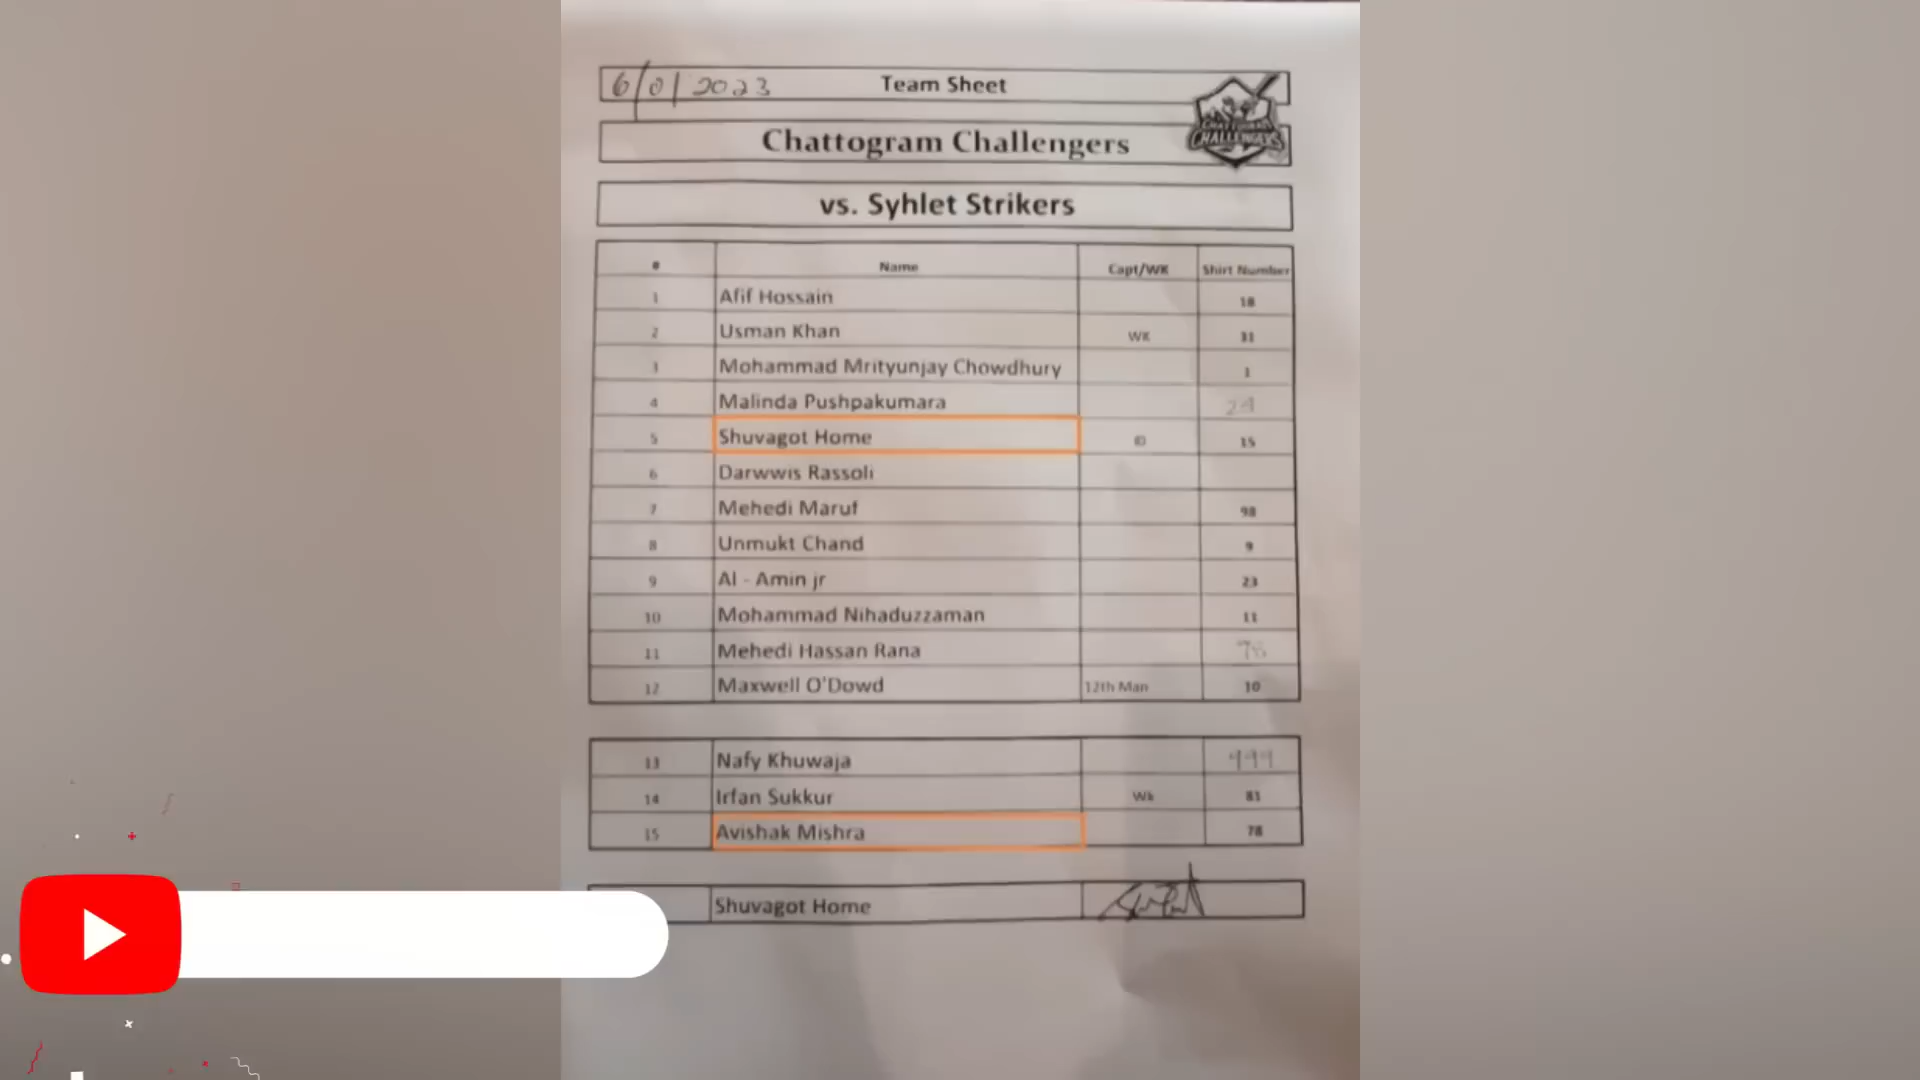 6/01/2023 Team Sheet
CHATTOGRAM
CHALLENGERS
Chattogram Challengers
vs. Syhlet Strikers
# Name Capt/WK Shirt Number
1 Afif Hossain 18
2 Usman Khan WK 31
3 Mohammad Mrityunjay Chowdhury 1
4 Malinda Pushpakumara
5 Shuvagot Home 15
6 Darwwis Rassoli
7 Mehedi Maruf 98
8 Unmukt Chand 9
9 Al - Amin jr 23
10 Mohammad Nihaduzzaman 11
11 Mehedi Hassan Rana 78
12 Maxwell O'Dowd 12th Man 10
13 Nafy Khuwaja
14 Irfan Sukkur Wk 81
15 Avishak Mishra 78
Shuvagot Home